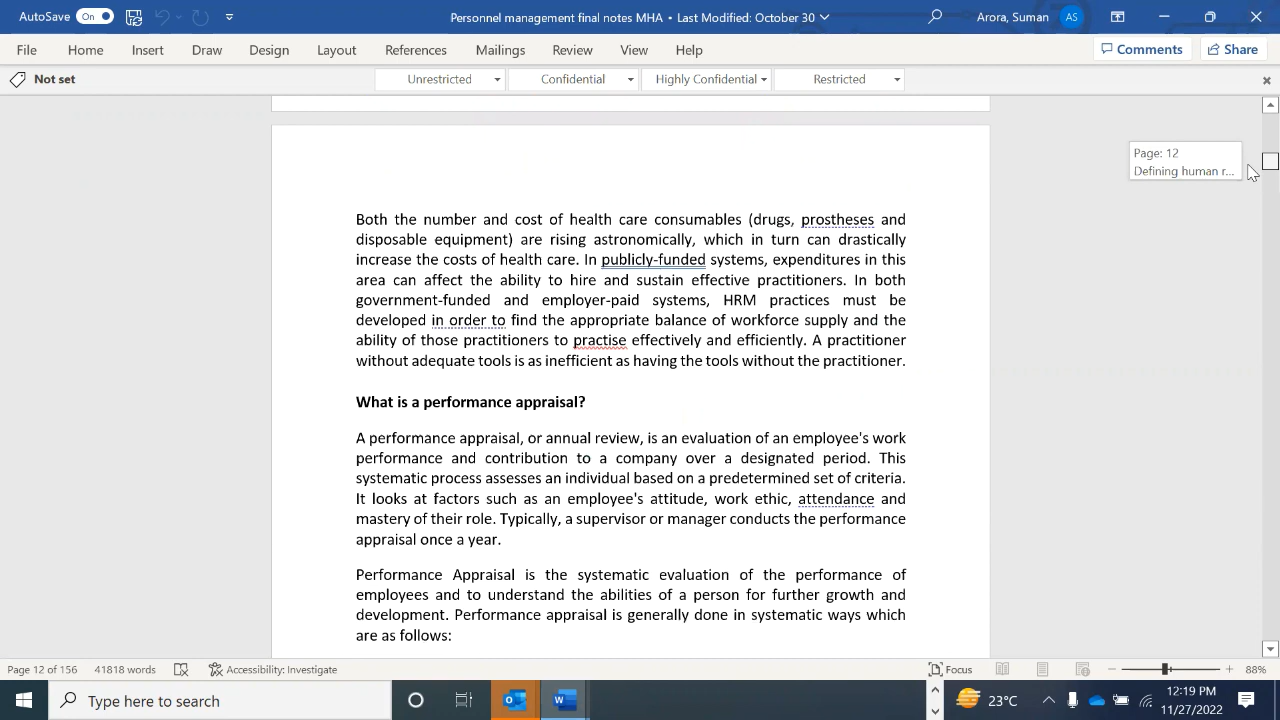 AutoSave On Personnel management final notes MHA • Last Modified: October 30 Arora, Suman AS
File Home Insert Draw Design Layout References Mailings Review View Help Comments Share
Not set Unrestricted Confidential Highly Confidential Restricted
Page: 12
Defining human r...
Both the number and cost of health care consumables (drugs, prostheses and
disposable equipment) are rising astronomically, which in turn can drastically
increase the costs of health care. In publicly-funded systems, expenditures in this
area can affect the ability to hire and sustain effective practitioners. In both
government-funded and employer-paid systems, HRM practices must be
developed in order to find the appropriate balance of workforce supply and the
ability of those practitioners to practise effectively and efficiently. A practitioner
without adequate tools is as inefficient as having the tools without the practitioner.
What is a performance appraisal?
A performance appraisal, or annual review, is an evaluation of an employee's work
performance and contribution to a company over a designated period. This
systematic process assesses an individual based on a predetermined set of criteria.
It looks at factors such as an employee's attitude, work ethic, attendance and
mastery of their role. Typically, a supervisor or manager conducts the performance
appraisal once a year.
Performance Appraisal is the systematic evaluation of the performance of
employees and to understand the abilities of a person for further growth and
development. Performance appraisal is generally done in systematic ways which
are as follows:
Page 12 of 156 41818 words Accessibility: Investigate Focus 88%
Type here to search 23°C 12:19 PM
11/27/2022